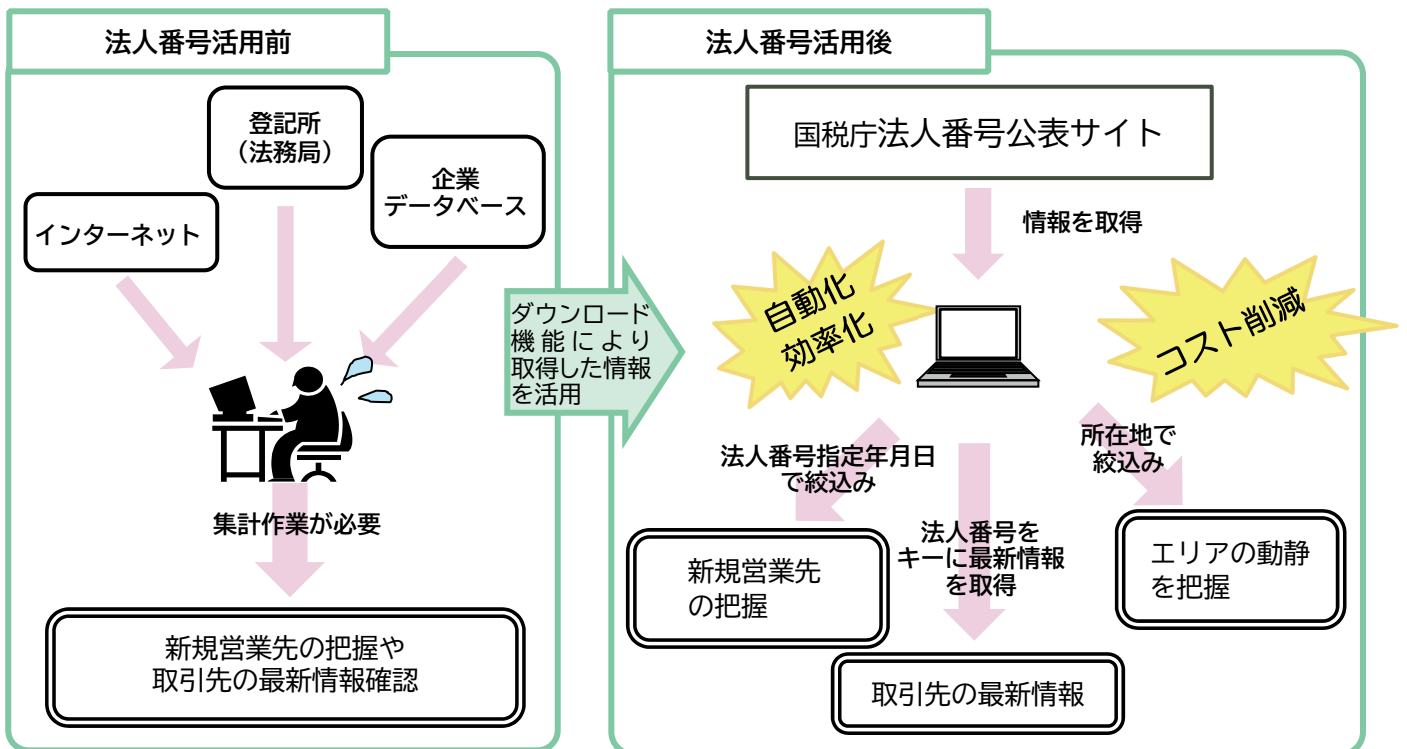 法人番号活用前
登記所
(法務局)
企業
データベース
インターネット
集計作業が必要
新規営業先の把握や
取引先の最新情報確認
ダウンロード
機能により
取得した情報
を活用
法人番号活用後
国税庁法人番号公表サイト
情報を取得
自動化
効率化
コスト削減
法人番号指定年月日
で絞込み
所在地で
絞込み
法人番号を
キーに最新情報
を取得
新規営業先
の把握
エリアの動静
を把握
取引先の最新情報